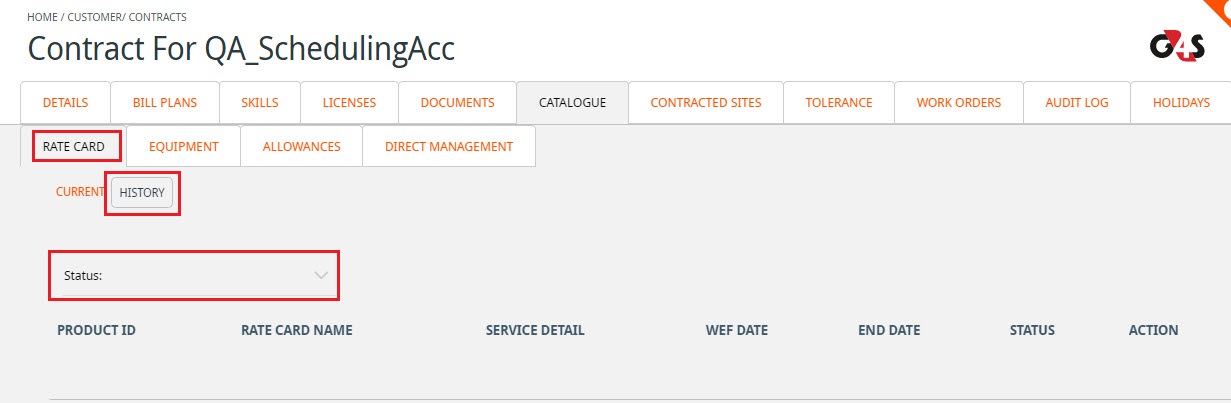 HOME / CUSTOMER/ CONTRACTS
Contract For QA_SchedulingAcc
G4S
DETAILS BILL PLANS SKILLS LICENSES DOCUMENTS CATALOGUE CONTRACTED SITES TOLERANCE WORK ORDERS AUDIT LOG HOLIDAYS
RATE CARD EQUIPMENT ALLOWANCES DIRECT MANAGEMENT
CURRENT HISTORY
Status:
PRODUCT ID RATE CARD NAME SERVICE DETAIL WEF DATE END DATE STATUS ACTION